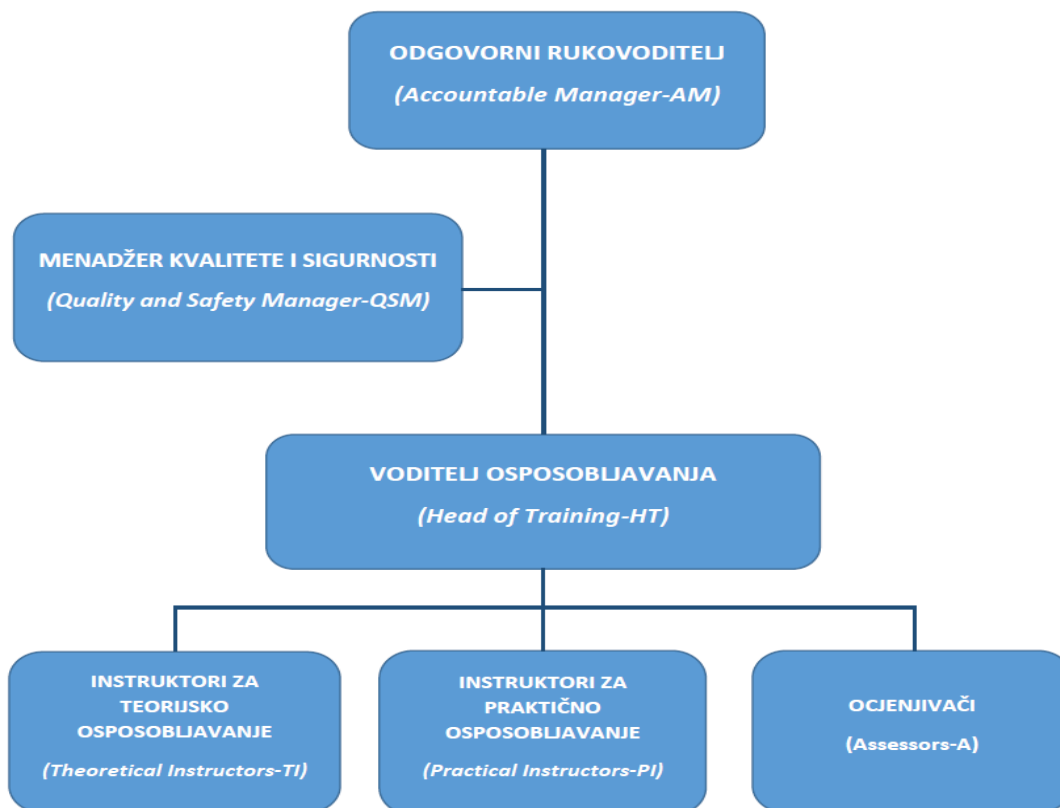 ODGOVORNI RUKOVODITELJ
(Accountable Manager-AM)
MENADŽER KVALITETE I SIGURNOSTI
(Quality and Safety Manager-QSM)
VODITELJ OSPOSOBLJAVANJA
(Head of Training-HT)
INSTRUKTORI ZA
TEORIJSKO
OSPOSOBLJAVANJE
(Theoretical Instructors-TI)
INSTRUKTORI ZA
PRAKTIČNO
OSPOSOBLJAVANJE
(Practical Instructors-PI)
OCJENJIVAČI
(Assessors-A)